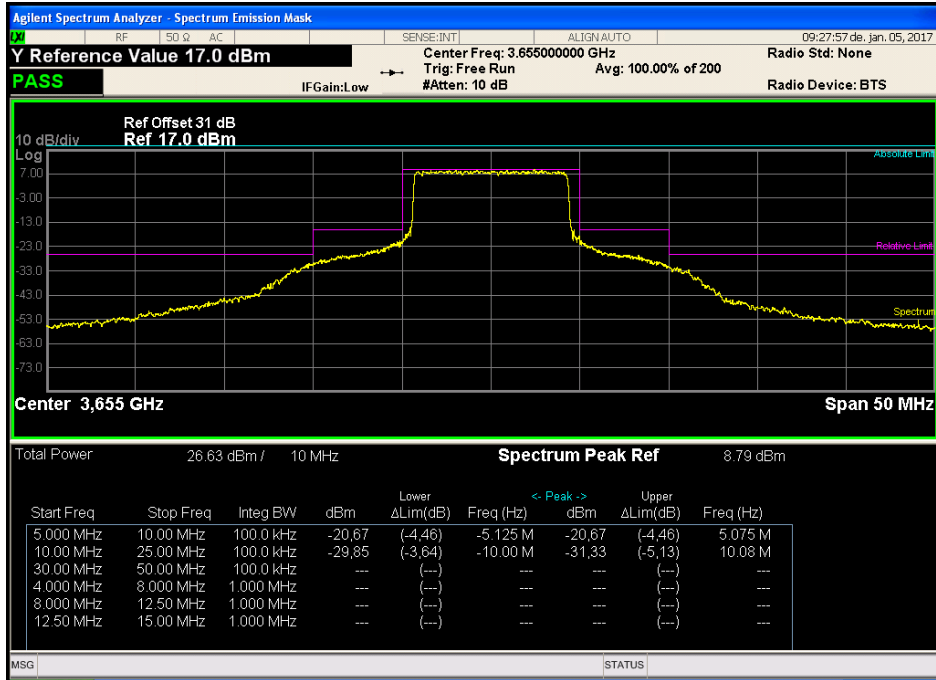 Agilent Spectrum Analyzer - Spectrum Emission Mask
LXI RF 50 Ω AC SENSE:INT ALIGN AUTO 09:27:57 de. jan. 05, 2017
Y Reference Value 17.0 dBm Center Freq: 3.655000000 GHz Radio Std: None
Trig: Free Run Avg: 100.00% of 200
PASS IFGain:Low #Atten: 10 dB Radio Device: BTS
Ref Offset 31 dB
10 dB/div Ref 17.0 dBm
Log Absolute Limit
7.00
-3.00
-13.0
-23.0 Relative Limit
-33.0
-43.0
-53.0 Spectrum
-63.0
-73.0
Center 3,655 GHz Span 50 MHz
Total Power 26.63 dBm / 10 MHz Spectrum Peak Ref 8.79 dBm
Lower <- Peak -> Upper
Start Freq Stop Freq Integ BW dBm ΔLim(dB) Freq (Hz) dBm ΔLim(dB) Freq (Hz)
5.000 MHz 10.00 MHz 100.0 kHz -20,67 (-4,46) -5.125 M -20,67 (-4,46) 5.075 M
10.00 MHz 25.00 MHz 100.0 kHz -29,85 (-3,64) -10.00 M -31,33 (-5,13) 10.08 M
30.00 MHz 50.00 MHz 100.0 kHz --- (---) --- --- (---) ---
4.000 MHz 8.000 MHz 1.000 MHz --- (---) --- --- (---) ---
8.000 MHz 12.50 MHz 1.000 MHz --- (---) --- --- (---) ---
12.50 MHz 15.00 MHz 1.000 MHz --- (---) --- --- (---) ---
MSG STATUS